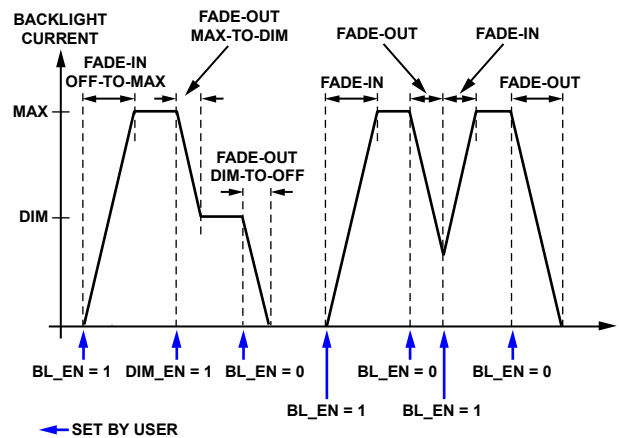 BACKLIGHT
CURRENT
FADE-OUT
MAX-TO-DIM
FADE-IN
OFF-TO-MAX
FADE-OUT
FADE-IN
FADE-IN
FADE-OUT
MAX
FADE-OUT
DIM-TO-OFF
DIM
BL_EN = 1
DIM_EN = 1
BL_EN = 0
BL_EN = 0
BL_EN = 0
BL_EN = 1
BL_EN = 1
SET BY USER